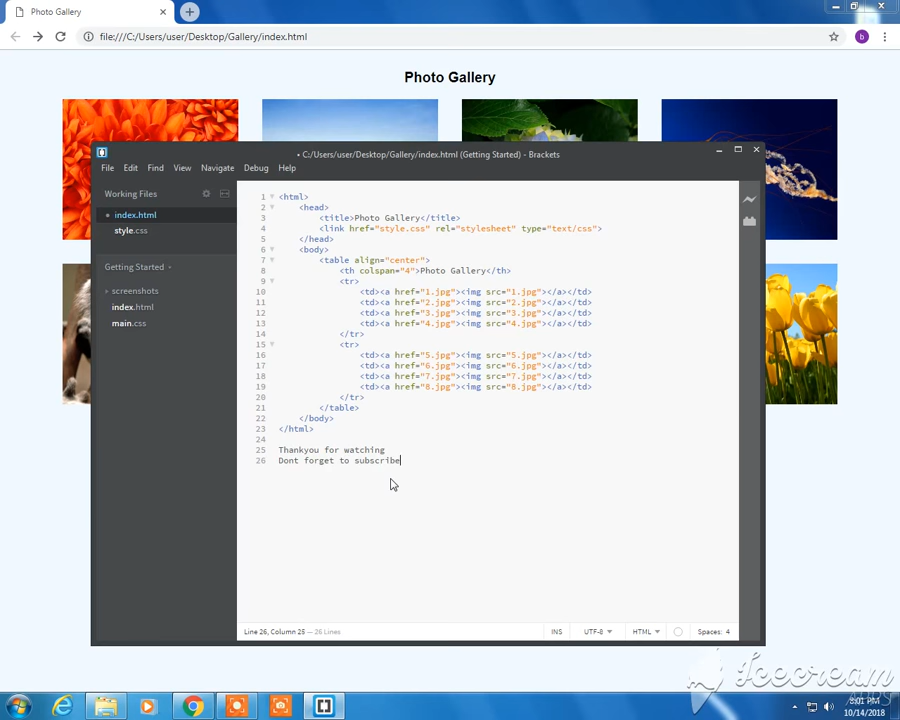 Photo Gallery
file:///C:/Users/user/Desktop/Gallery/index.html
b
Photo Gallery
• C:/Users/user/Desktop/Gallery/index.html (Getting Started) - Brackets
File Edit Find View Navigate Debug Help
Working Files
index.html
style.css
Getting Started
screenshots
index.html
main.css
1 <html>
2 <head>
3 <title>Photo Gallery</title>
4 <link href="style.css" rel="stylesheet" type="text/css">
5 </head>
6 <body>
7 <table align="center">
8 <th colspan="4">Photo Gallery</th>
9 <tr>
10 <td><a href="1.jpg"><img src="1.jpg"></a></td>
11 <td><a href="2.jpg"><img src="2.jpg"></a></td>
12 <td><a href="3.jpg"><img src="3.jpg"></a></td>
13 <td><a href="4.jpg"><img src="4.jpg"></a></td>
14 </tr>
15 <tr>
16 <td><a href="5.jpg"><img src="5.jpg"></a></td>
17 <td><a href="6.jpg"><img src="6.jpg"></a></td>
18 <td><a href="7.jpg"><img src="7.jpg"></a></td>
19 <td><a href="8.jpg"><img src="8.jpg"></a></td>
20 </tr>
21 </table>
22 </body>
23 </html>
24
25 Thankyou for watching
26 Dont forget to subscribe
Line 26, Column 25 — 26 Lines
INS UTF-8 HTML Spaces: 4
Icecream
APPS
8:01 PM
10/14/2018